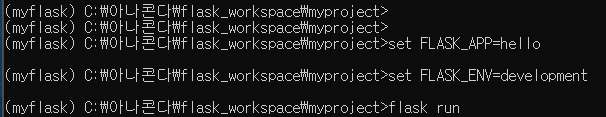 (myflask) C:₩아나콘다₩flask_workspace₩myproject>
(myflask) C:₩아나콘다₩flask_workspace₩myproject>
(myflask) C:₩아나콘다₩flask_workspace₩myproject>set FLASK_APP=hello
(myflask) C:₩아나콘다₩flask_workspace₩myproject>set FLASK_ENV=development
(myflask) C:₩아나콘다₩flask_workspace₩myproject>flask run